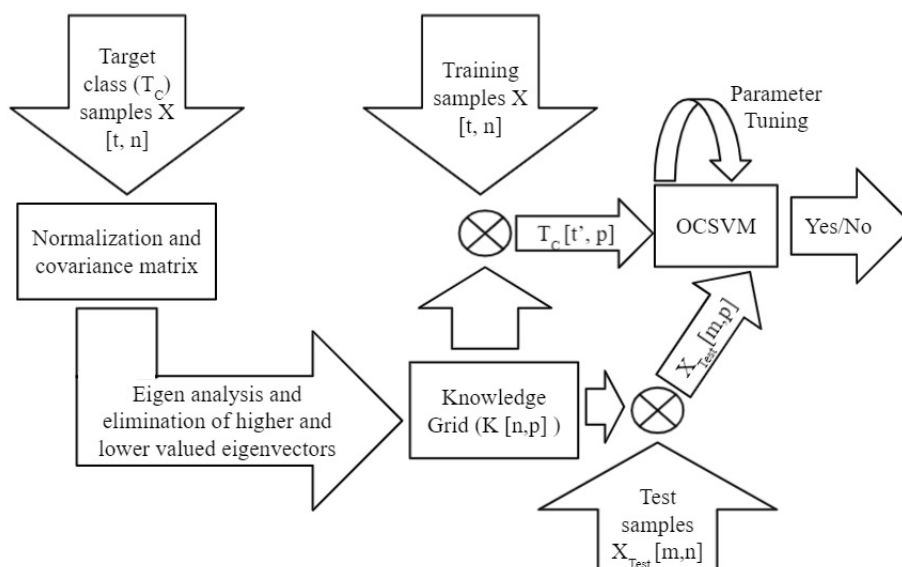 Target
class (T_C)
samples X
[t, n]
Training
samples X
[t, n]
Parameter
Tuning
Normalization and
covariance matrix
T_C [t’, p]
OCSVM
Yes/No
X_Test [m,p]
Eigen analysis and
elimination of higher and
lower valued eigenvectors
Knowledge
Grid (K [n,p] )
Test
samples
X_Test [m,n]